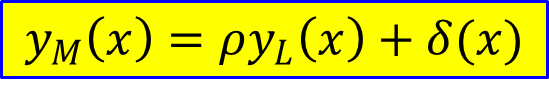 y_M(x) = ρy_L(x) + δ(x)